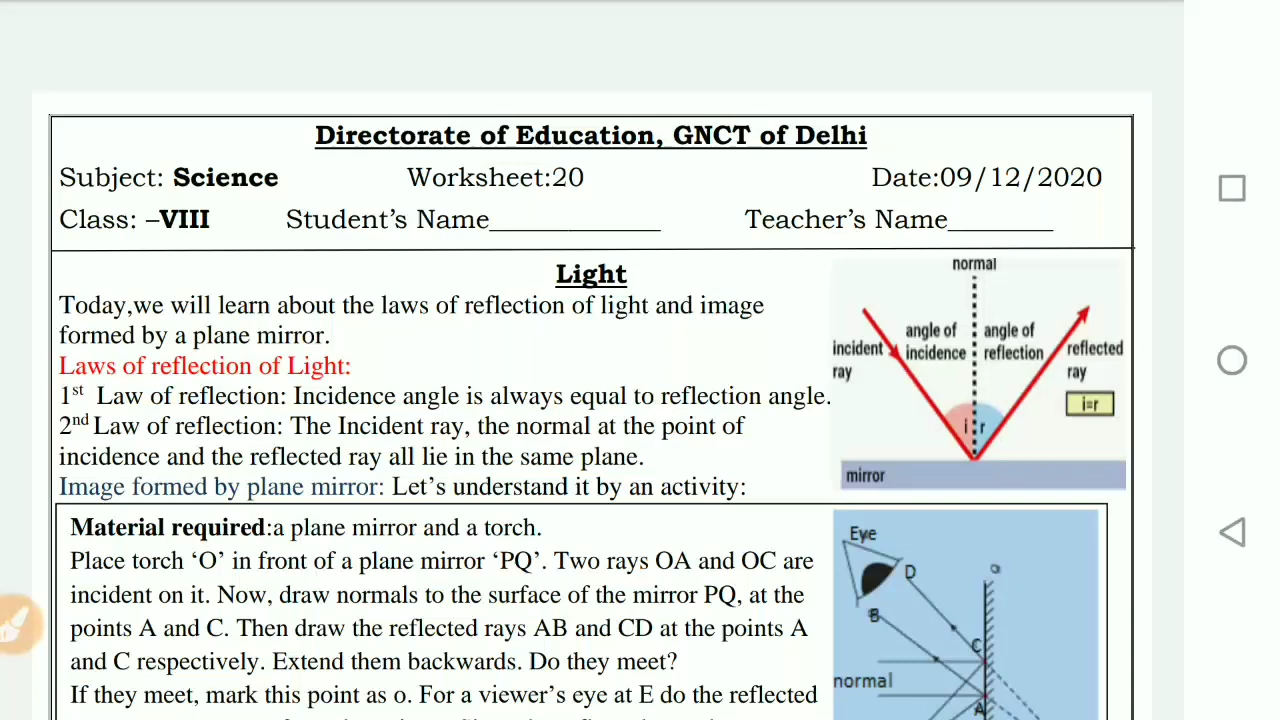 Directorate of Education, GNCT of Delhi
Subject: Science Worksheet:20 Date:09/12/2020
Class: –VIII Student’s Name_____________ Teacher’s Name________
Light
Today,we will learn about the laws of reflection of light and image
formed by a plane mirror.
Laws of reflection of Light:
1st Law of reflection: Incidence angle is always equal to reflection angle.
2nd Law of reflection: The Incident ray, the normal at the point of
incidence and the reflected ray all lie in the same plane.
Image formed by plane mirror: Let’s understand it by an activity:
normal
angle of angle of
incident incidence reflection reflected
ray ray
i=r
i r
mirror
Material required:a plane mirror and a torch.
Place torch ‘O’ in front of a plane mirror ‘PQ’. Two rays OA and OC are
incident on it. Now, draw normals to the surface of the mirror PQ, at the
points A and C. Then draw the reflected rays AB and CD at the points A
and C respectively. Extend them backwards. Do they meet?
If they meet, mark this point as o. For a viewer’s eye at E do the reflected
Eye
D
B
C
normal
A